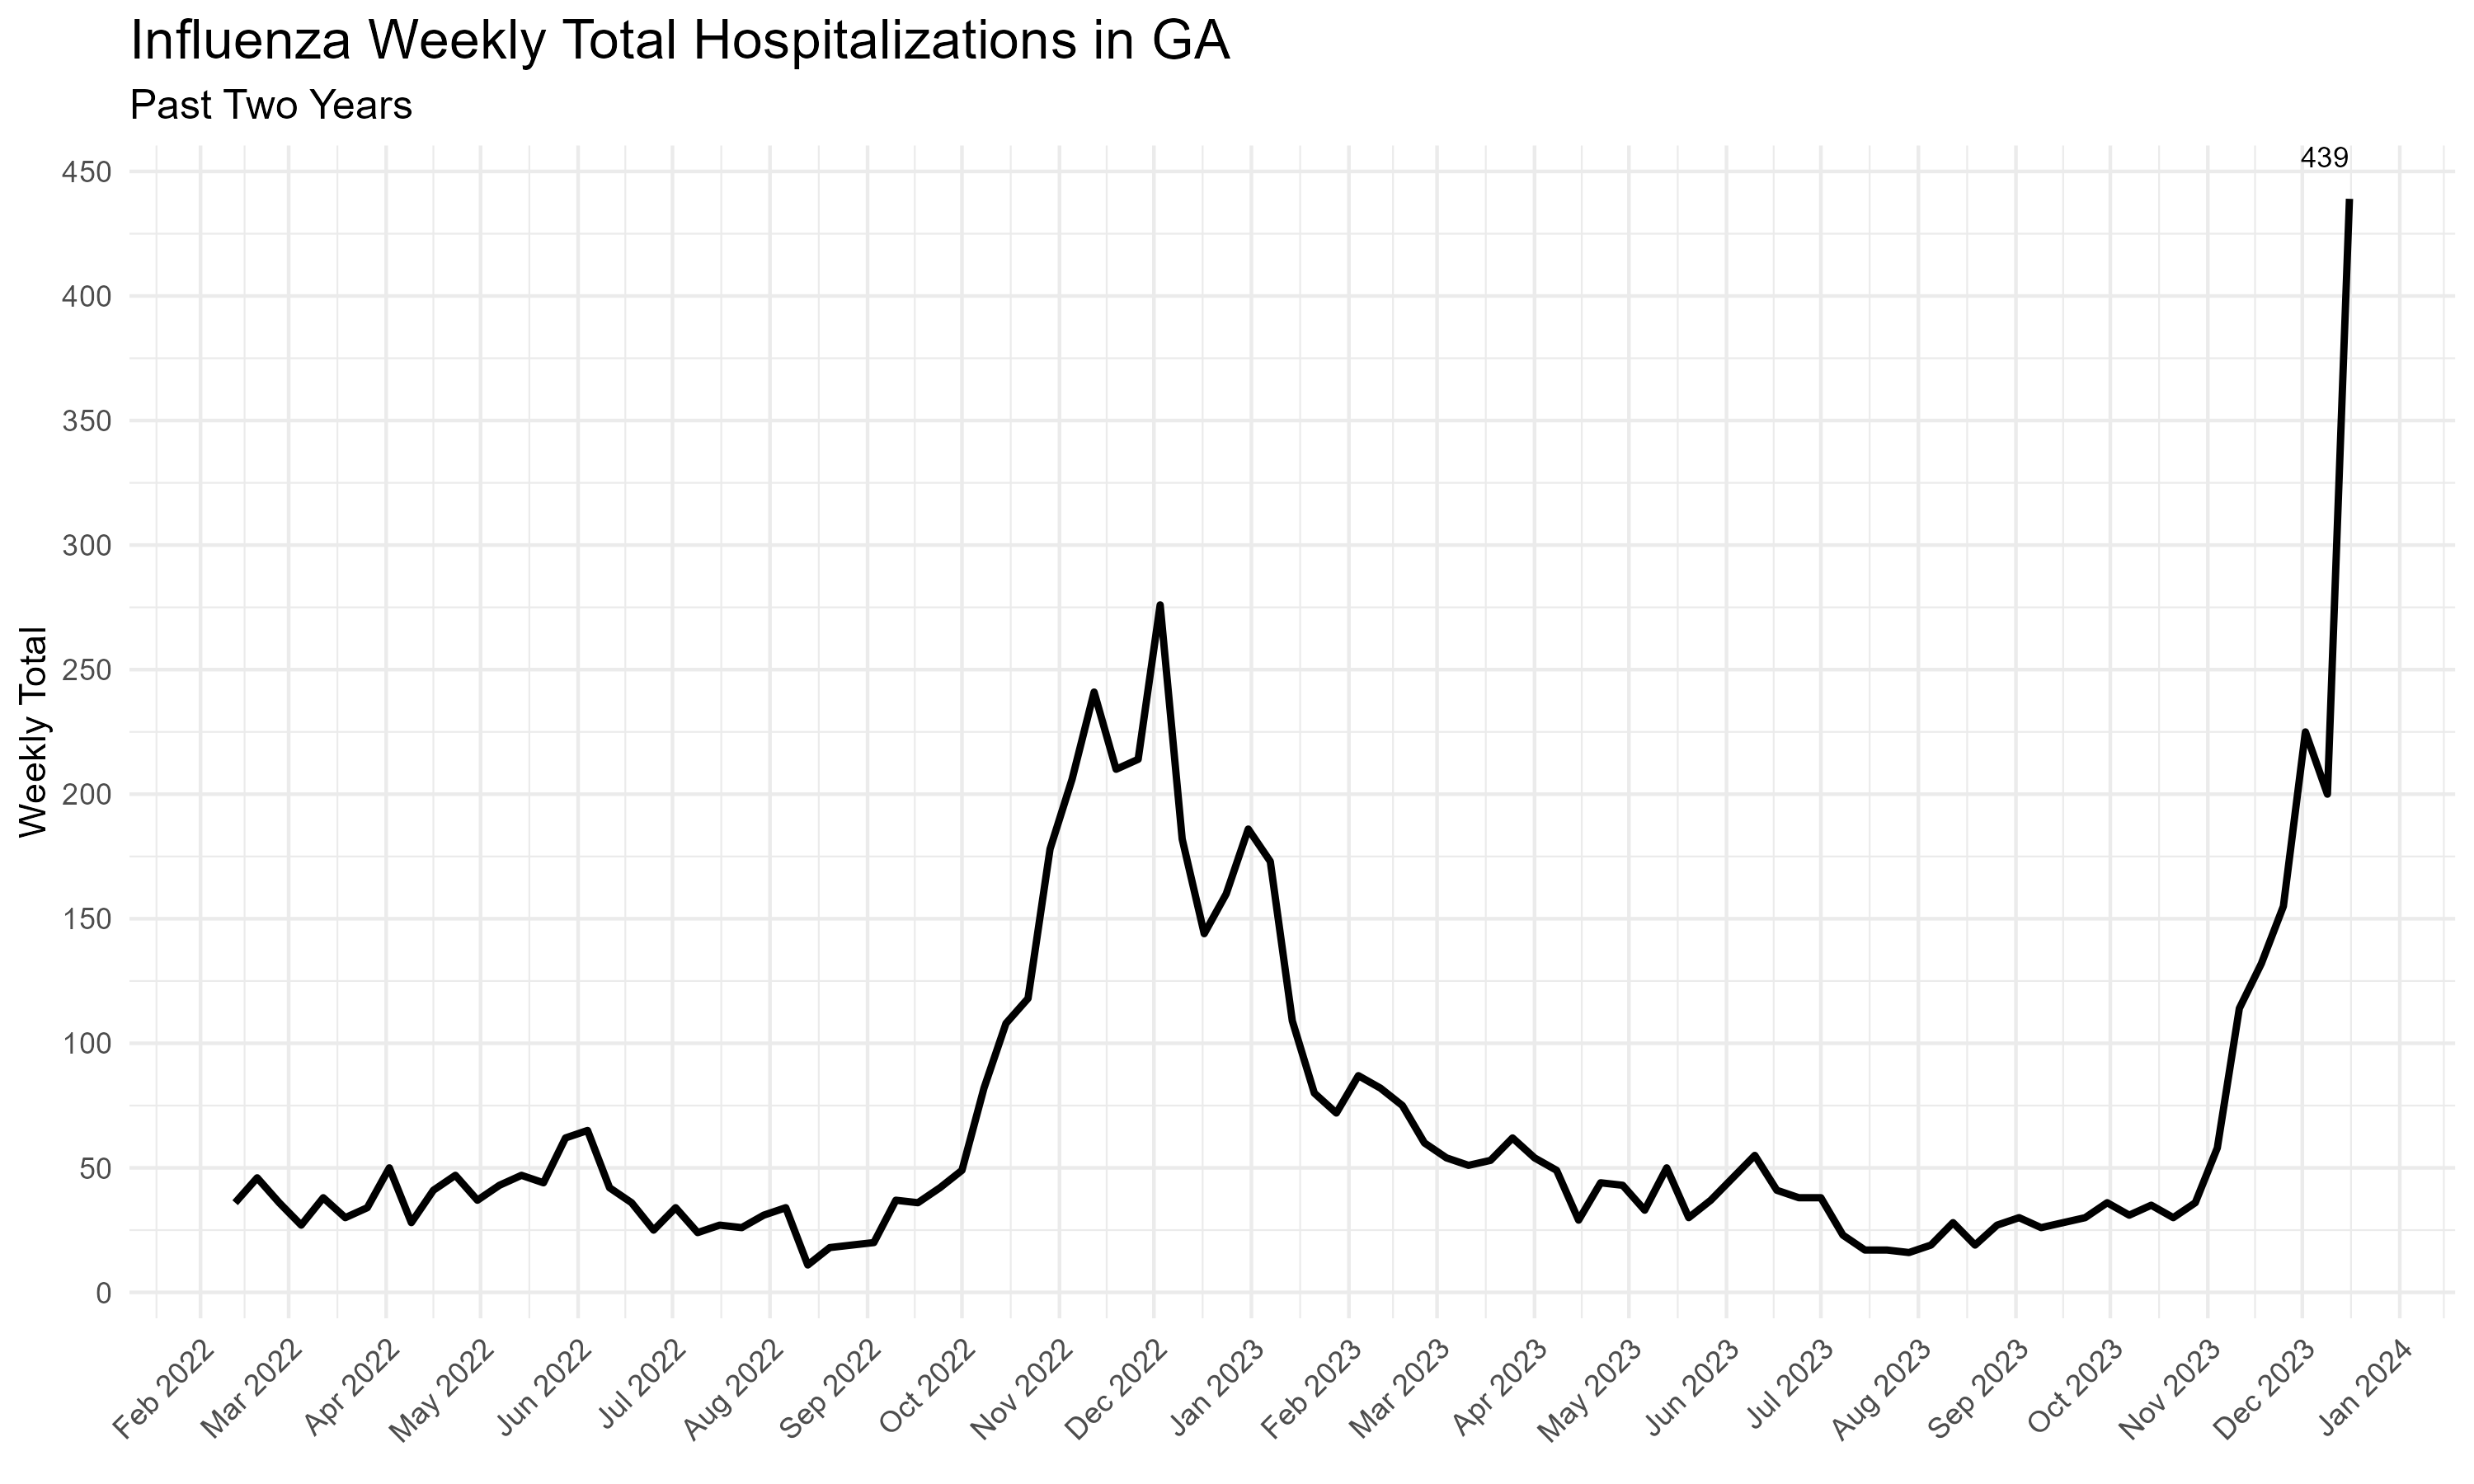 Influenza Weekly Total Hospitalizations in GA
Past Two Years
439
Weekly Total
450
400
350
300
250
200
150
100
50
0
Feb 2022
Mar 2022
Apr 2022
May 2022
Jun 2022
Jul 2022
Aug 2022
Sep 2022
Oct 2022
Nov 2022
Dec 2022
Jan 2023
Feb 2023
Mar 2023
Apr 2023
May 2023
Jun 2023
Jul 2023
Aug 2023
Sep 2023
Oct 2023
Nov 2023
Dec 2023
Jan 2024